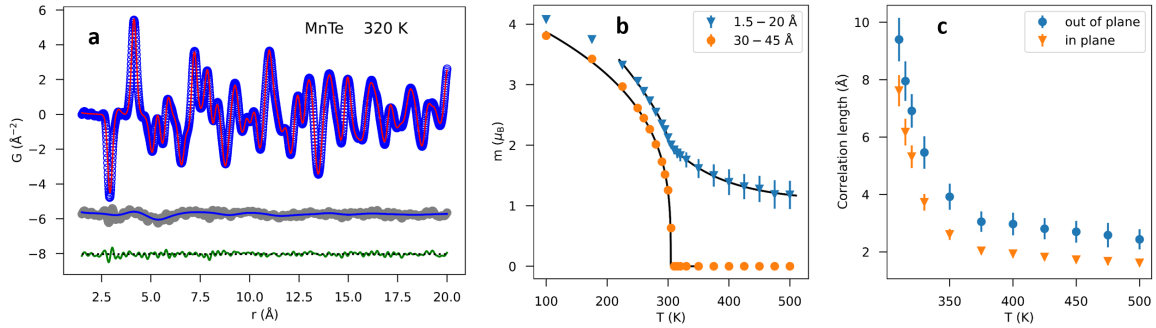 a
MnTe 320 K
G (Å⁻²)
6
4
2
0
−2
−4
−6
−8
2.5 5.0 7.5 10.0 12.5 15.0 17.5 20.0
r (Å)
b
1.5 − 20 Å
30 − 45 Å
m (μ_B)
4
3
2
1
0
100 200 300 400 500
T (K)
c
out of plane
in plane
Correlation length (Å)
10
8
6
4
2
350 400 450 500
T (K)